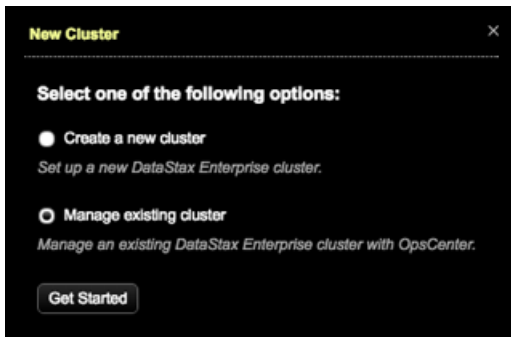 New Cluster
Select one of the following options:
Create a new cluster
Set up a new DataStax Enterprise cluster.
Manage existing cluster
Manage an existing DataStax Enterprise cluster with OpsCenter.
Get Started